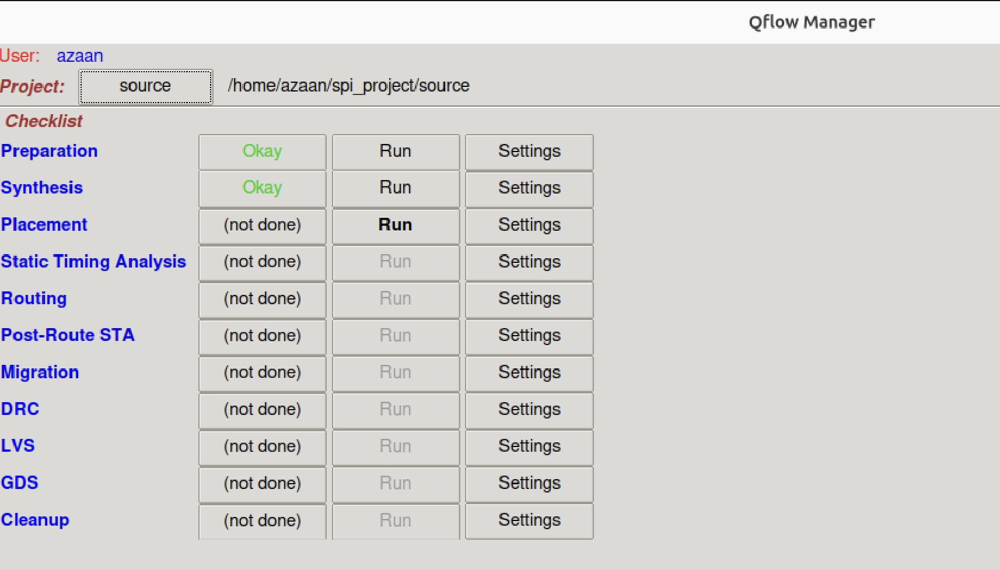 Qflow Manager
User: azaan
Project: source /home/azaan/spi_project/source
Checklist
Preparation Okay Run Settings
Synthesis Okay Run Settings
Placement (not done) Run Settings
Static Timing Analysis (not done) Run Settings
Routing (not done) Run Settings
Post-Route STA (not done) Run Settings
Migration (not done) Run Settings
DRC (not done) Run Settings
LVS (not done) Run Settings
GDS (not done) Run Settings
Cleanup (not done) Run Settings